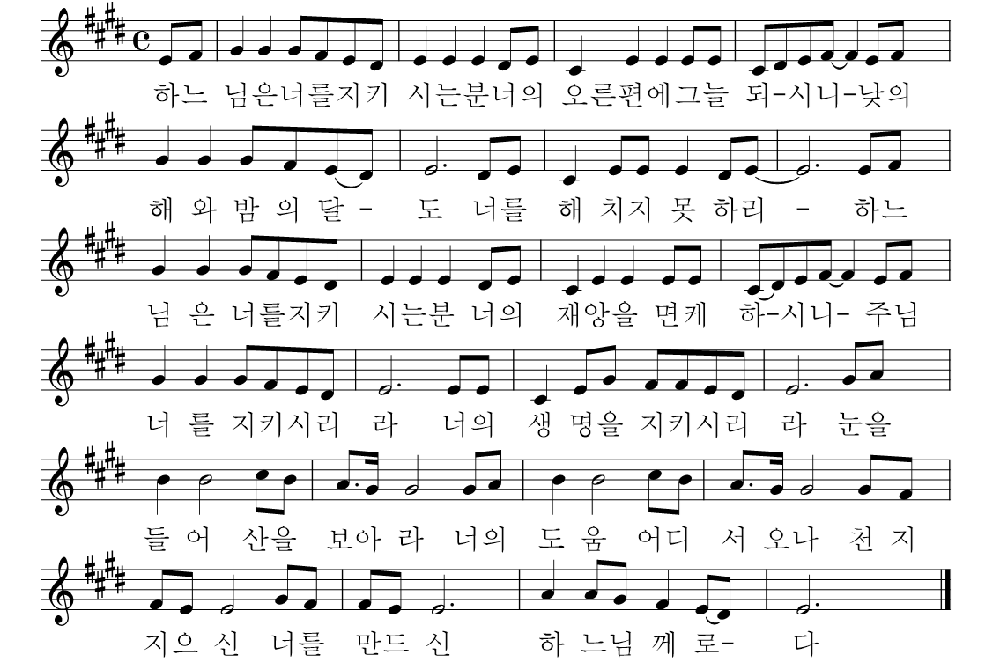 하느 님은너를지키 시는분너의 오른편에그늘 되-시니-낮의
해 와 밤 의 달 - 도 너를 해 치지 못 하리 - 하느
님 은 너를지키 시는분 너의 재앙을 면케 하-시니- 주님
너 를 지키시리 라 너의 생 명을 지키시리 라 눈을
들 어 산을 보아 라 너의 도 움 어디 서 오나 천 지
지으 신 너를 만드 신 하 느님 께 로- 다